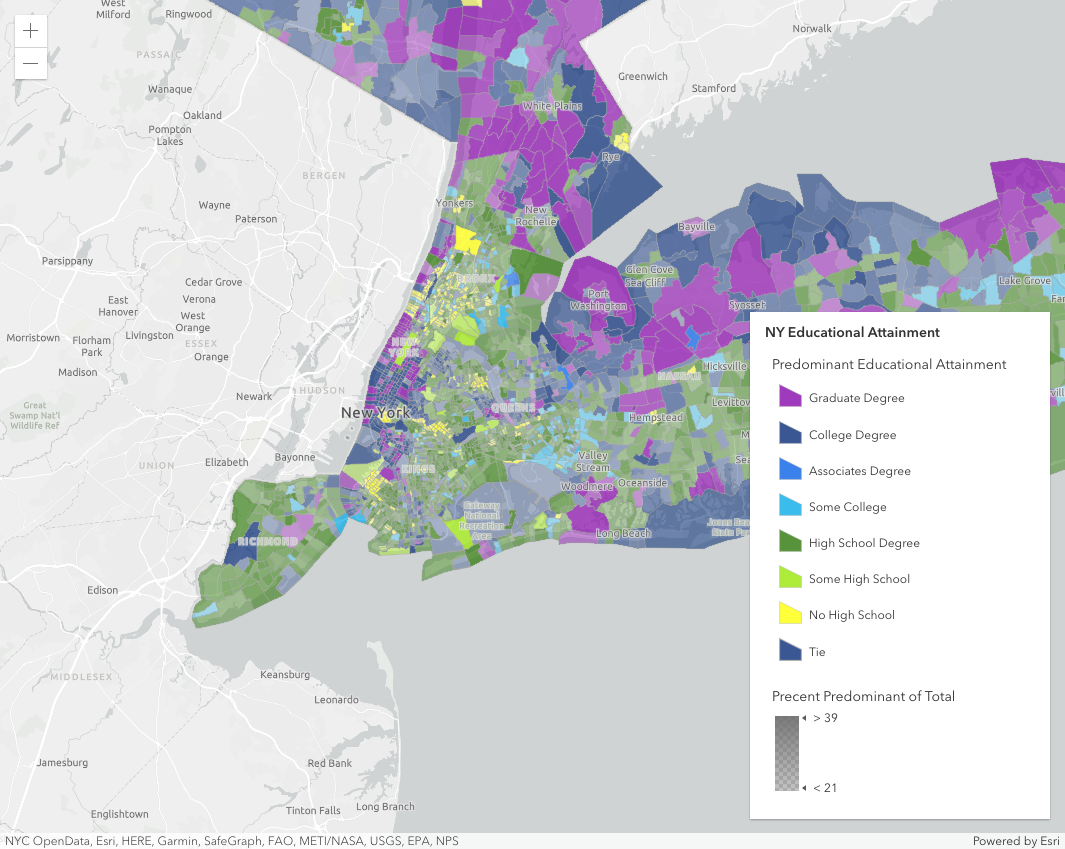 West
Milford
Ringwood
Norwalk
PASSAIC
Greenwich
Stamford
Wanaque
White Plains
Oakland
Pompton
Lakes
Rye
BERGEN
Wayne
Yonkers
Paterson
New
Rochelle
Bayville
Parsippany
BRONX
Glen Cove
Sea Cliff
Cedar Grove
Lake Grove
East
Hanover
Verona
Port
Washington
Syosset
Far
West
Orange
Morristown
Florham
Park
Livingston
ESSEX
NEW
YORK
Orange
Hicksville
Madison
NASSAU
HUDSON
Newark
Great
Swamp Nat'l
Wildlife Ref
New York
QUEENS
Levittow
Hempstead
Bayonne
Elizabeth
UNION
KINGS
Valley
Stream
Woodmere
Oceanside
Sea
Gateway
National
Recreation
Area
Long Beach
Jones Bea
State Par
RICHMOND
Edison
MIDDLESEX
Keansburg
Leonardo
Jamesburg
Red Bank
Englishtown
Tinton Falls
Long Branch
NY Educational Attainment
Predominant Educational Attainment
Graduate Degree
College Degree
Associates Degree
Some College
High School Degree
Some High School
No High School
Tie
Precent Predominant of Total
> 39
< 21
NYC OpenData, Esri, HERE, Garmin, SafeGraph, FAO, METI/NASA, USGS, EPA, NPS
Powered by Esri